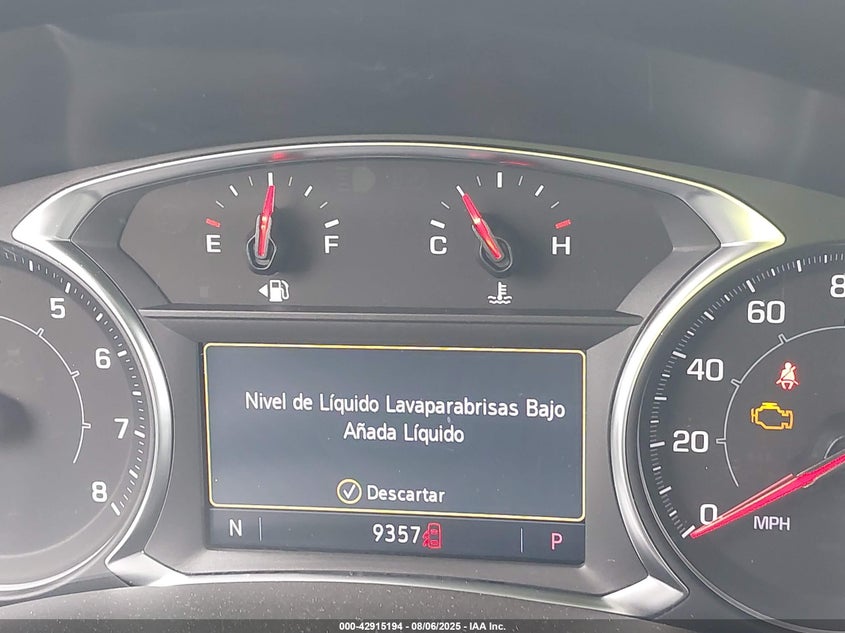 E F
C H
5
6
7
8
80
60
40
20
0
MPH
Nivel de Líquido Lavaparabrisas Bajo
Añada Líquido
Descartar
N 9357 P
000-42915194 - 08/06/2025 - IAA Inc.